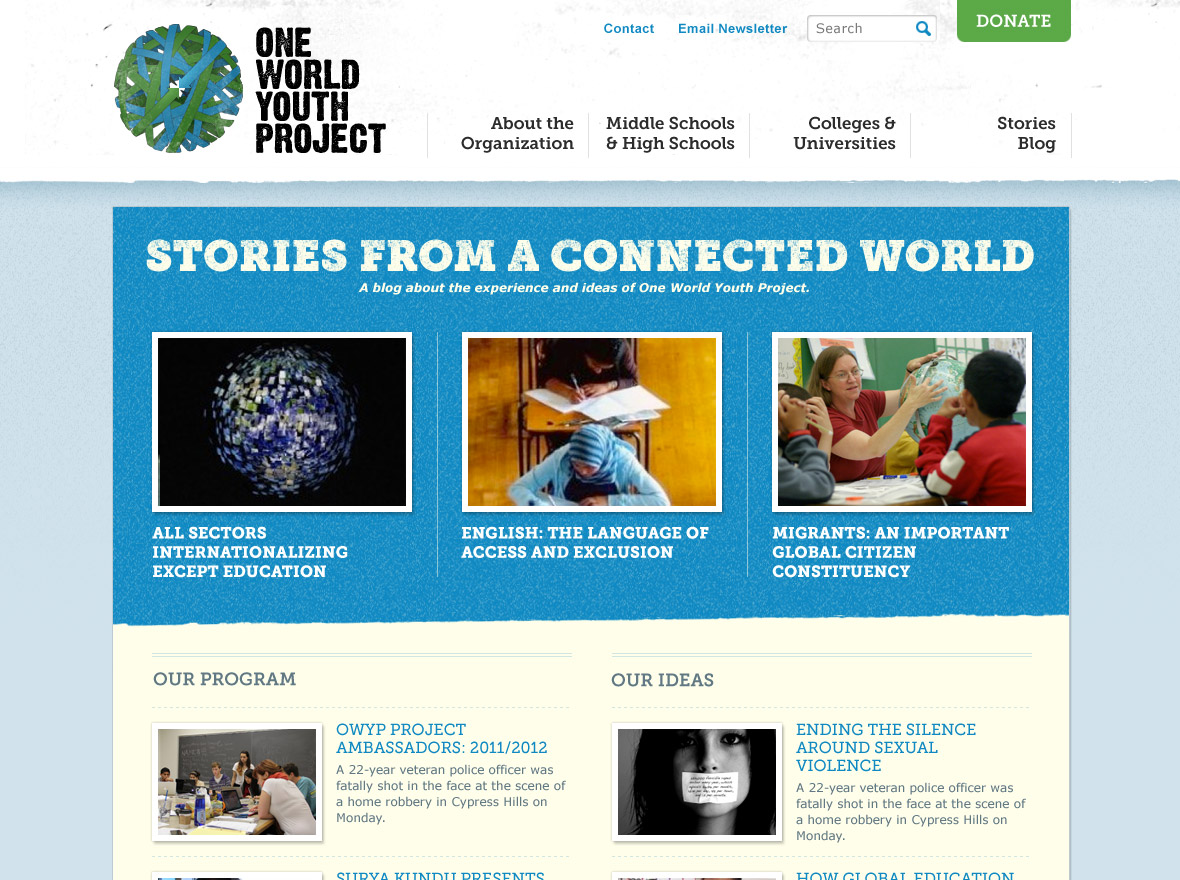 ONE
WORLD
YOUTH
PROJECT
Contact
Email Newsletter
Search
DONATE
About the
Organization
Middle Schools
& High Schools
Colleges &
Universities
Stories
Blog
STORIES FROM A CONNECTED WORLD
A blog about the experience and ideas of One World Youth Project.
ALL SECTORS
INTERNATIONALIZING
EXCEPT EDUCATION
ENGLISH: THE LANGUAGE OF
ACCESS AND EXCLUSION
MIGRANTS: AN IMPORTANT
GLOBAL CITIZEN
CONSTITUENCY
OUR PROGRAM
OWYP PROJECT
AMBASSADORS: 2011/2012
A 22-year veteran police officer was
fatally shot in the face at the scene of
a home robbery in Cypress Hills on
Monday.
SURYA KUNDU PRESENTS
OUR IDEAS
ENDING THE SILENCE
AROUND SEXUAL
VIOLENCE
A 22-year veteran police officer was
fatally shot in the face at the scene of
a home robbery in Cypress Hills on
Monday.
HOW GLOBAL EDUCATION